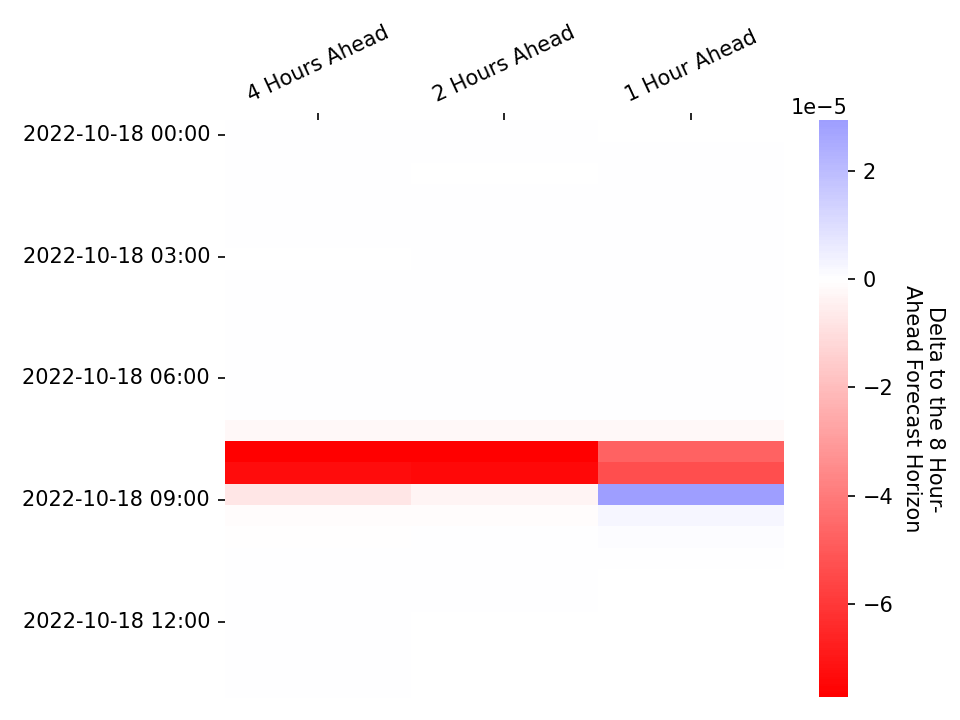 4 Hours Ahead
2 Hours Ahead
1 Hour Ahead
1e−5
2022-10-18 00:00
2022-10-18 03:00
2022-10-18 06:00
2022-10-18 09:00
2022-10-18 12:00
2
0
−2
−4
−6
Delta to the 8 Hour-
Ahead Forecast Horizon